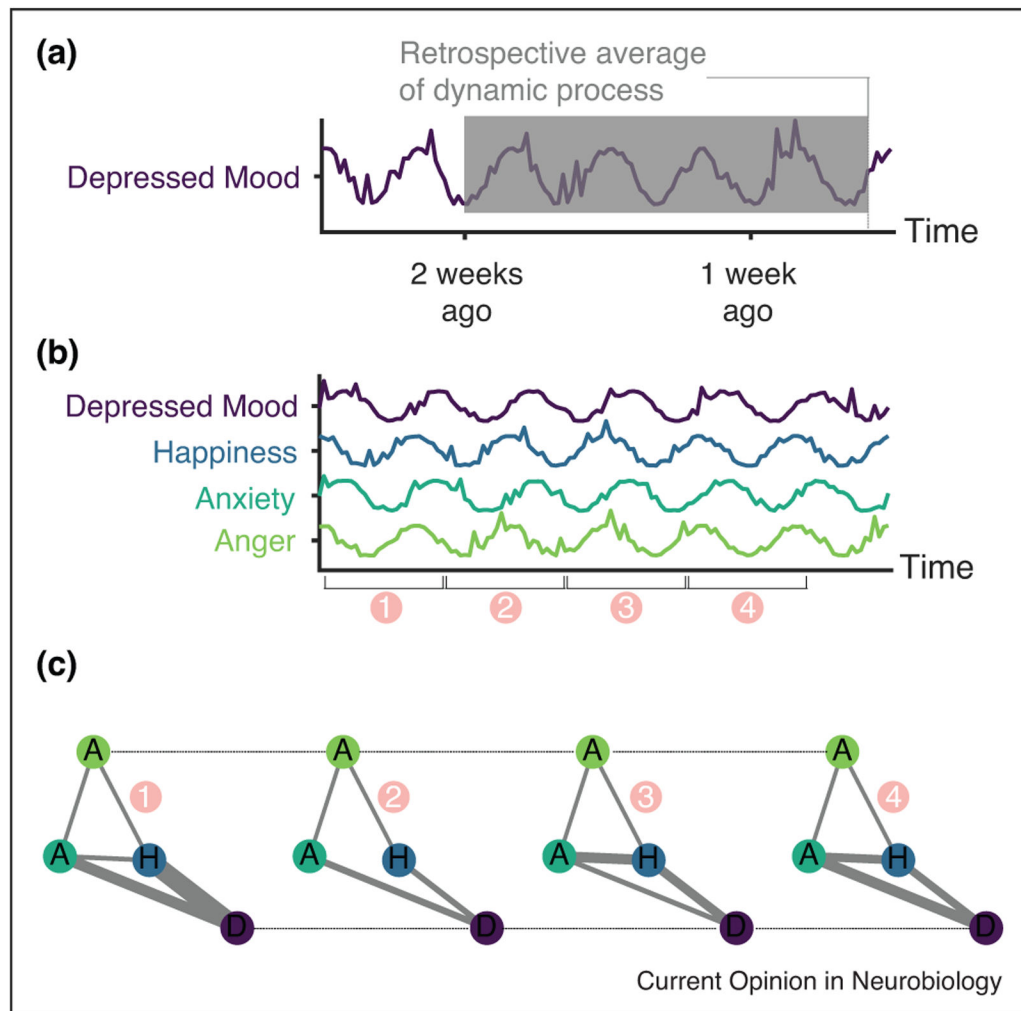 (a)
Retrospective average
of dynamic process
Depressed Mood
Time
2 weeks
ago
1 week
ago
(b)
Depressed Mood
Happiness
Anxiety
Anger
Time
1
2
3
4
(c)
A
A
A
A
1
2
3
4
A
H
A
H
A
H
A
H
D
D
D
D
Current Opinion in Neurobiology